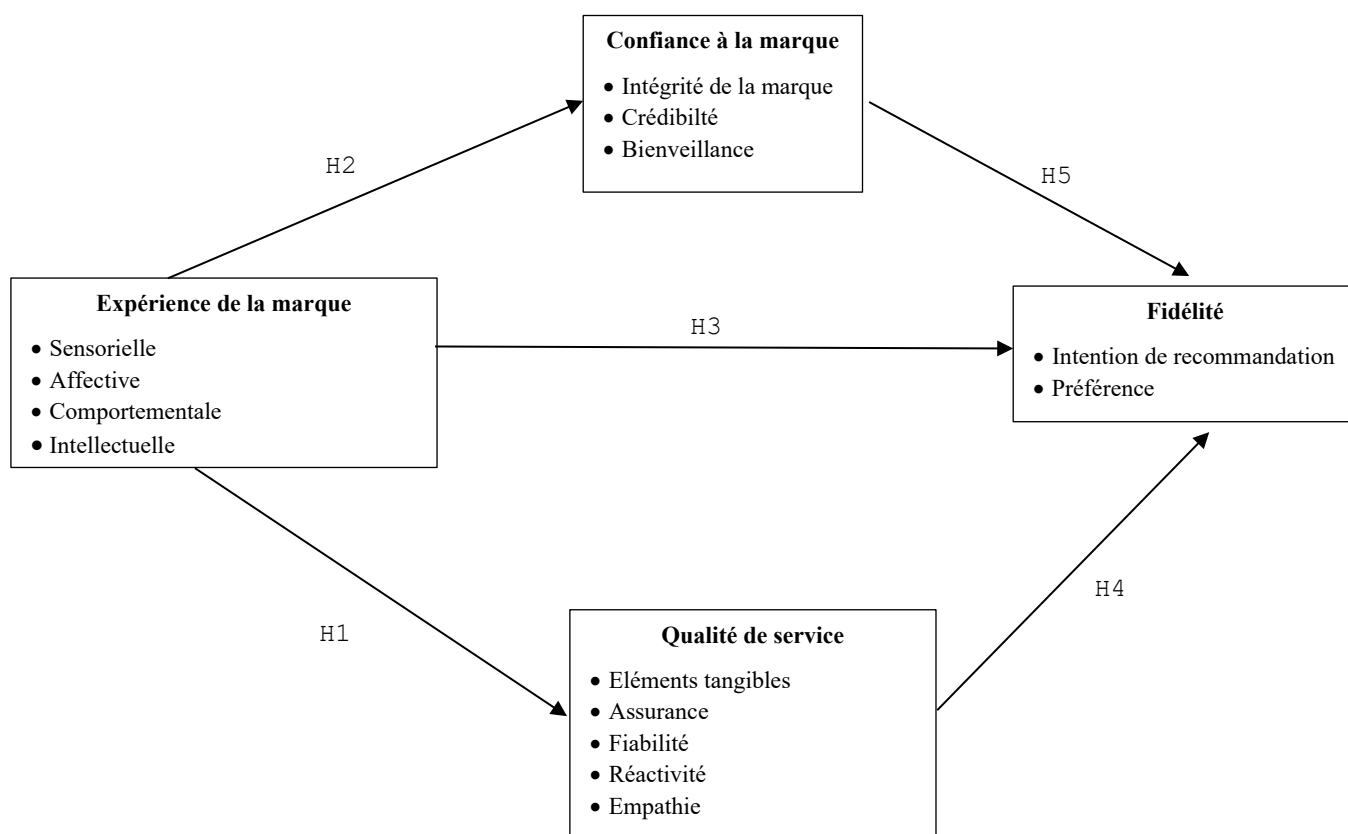 Confiance à la marque
• Intégrité de la marque
• Crédibilté
• Bienveillance
H2
H5
Expérience de la marque
• Sensorielle
• Affective
• Comportementale
• Intellectuelle
H3
Fidélité
• Intention de recommandation
• Préférence
H1
H4
Qualité de service
• Eléments tangibles
• Assurance
• Fiabilité
• Réactivité
• Empathie